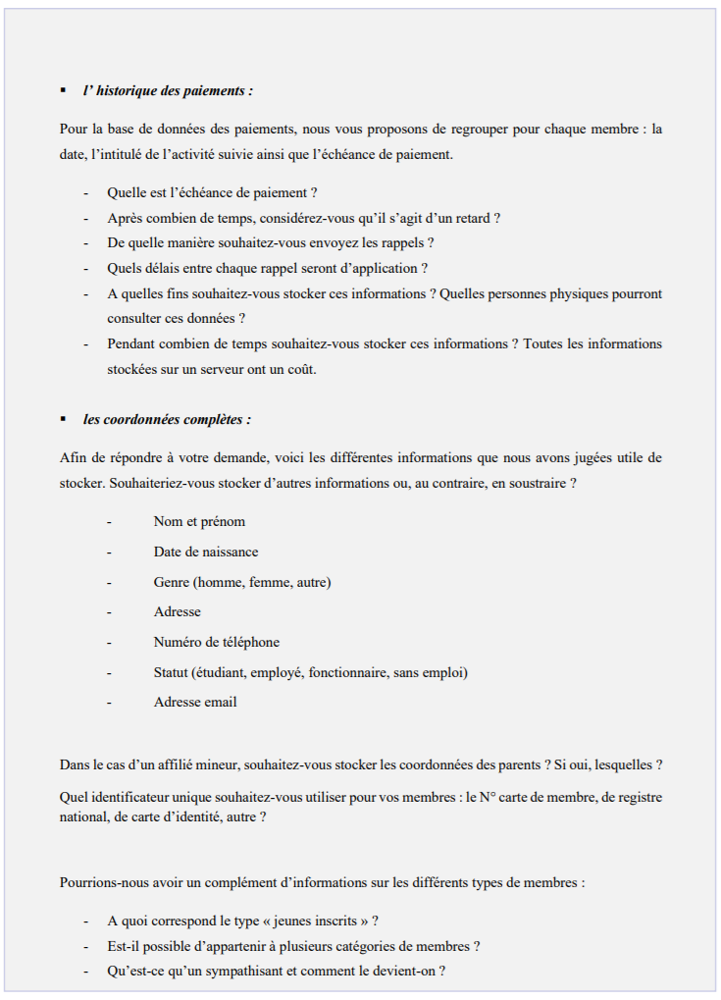 ▪ l’ historique des paiements :
Pour la base de données des paiements, nous vous proposons de regrouper pour chaque membre : la
date, l’intitulé de l’activité suivie ainsi que l’échéance de paiement.
- Quelle est l’échéance de paiement ?
- Après combien de temps, considérez-vous qu’il s’agit d’un retard ?
- De quelle manière souhaitez-vous envoyez les rappels ?
- Quels délais entre chaque rappel seront d’application ?
- A quelles fins souhaitez-vous stocker ces informations ? Quelles personnes physiques pourront
consulter ces données ?
- Pendant combien de temps souhaitez-vous stocker ces informations ? Toutes les informations
stockées sur un serveur ont un coût.
▪ les coordonnées complètes :
Afin de répondre à votre demande, voici les différentes informations que nous avons jugées utile de
stocker. Souhaiteriez-vous stocker d’autres informations ou, au contraire, en soustraire ?
- Nom et prénom
- Date de naissance
- Genre (homme, femme, autre)
- Adresse
- Numéro de téléphone
- Statut (étudiant, employé, fonctionnaire, sans emploi)
- Adresse email
Dans le cas d’un affilié mineur, souhaitez-vous stocker les coordonnées des parents ? Si oui, lesquelles ?
Quel identificateur unique souhaitez-vous utiliser pour vos membres : le N° carte de membre, de registre
national, de carte d’identité, autre ?
Pourrions-nous avoir un complément d’informations sur les différents types de membres :
- A quoi correspond le type « jeunes inscrits » ?
- Est-il possible d’appartenir à plusieurs catégories de membres ?
- Qu’est-ce qu’un sympathisant et comment le devient-on ?